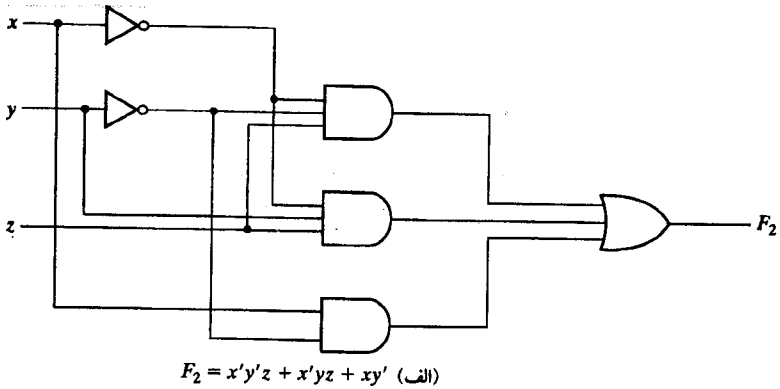 x
y
z
F₂
F₂ = x'y'z + x'yz + xy' (الف)